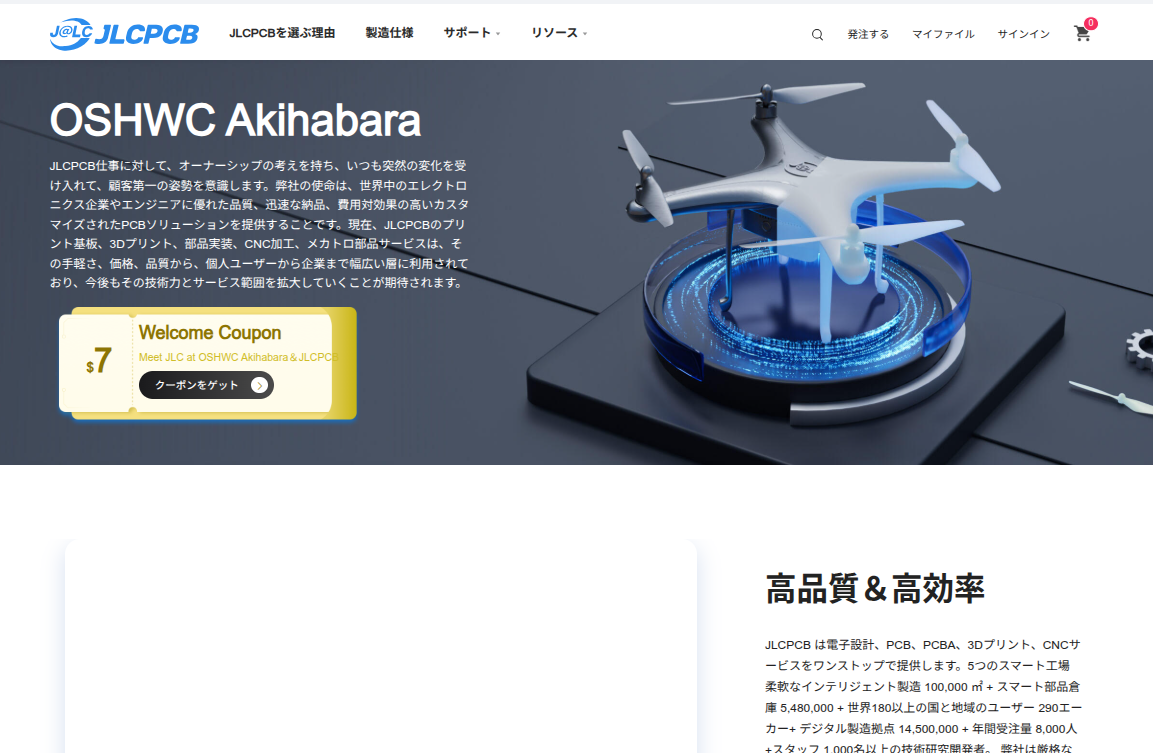 J@LC JLCPCB
JLCPCBを選ぶ理由 製造仕様 サポート リソース
発注する マイファイル サインイン 0
OSHWC Akihabara
JLCPCB仕事に対して、オーナーシップの考えを持ち、いつも突然の変化を受
け入れて、顧客第一の姿勢を意識します。弊社の使命は、世界中のエレクトロ
ニクス企業やエンジニアに優れた品質、迅速な納品、費用対効果の高いカスタ
マイズされたPCBソリューションを提供することです。現在、JLCPCBのプリ
ント基板、3Dプリント、部品実装、CNC加工、メカトロ部品サービスは、そ
の手軽さ、価格、品質から、個人ユーザーから企業まで幅広い層に利用されて
おり、今後もその技術力とサービス範囲を拡大していくことが期待されます。
$7
Welcome Coupon
Meet JLC at OSHWC Akihabara＆JLCPCB
クーポンをゲット
高品質＆高効率
JLCPCB は電子設計、PCB、PCBA、3Dプリント、CNCサ
ービスをワンストップで提供します。5つのスマート工場
柔軟なインテリジェント製造 100,000 ㎡ + スマート部品倉
庫 5,480,000 + 世界180以上の国と地域のユーザー 290エー
カー+ デジタル製造拠点 14,500,000 + 年間受注量 8,000人
+スタッフ 1,000名以上の技術研究開発者。 弊社は厳格な